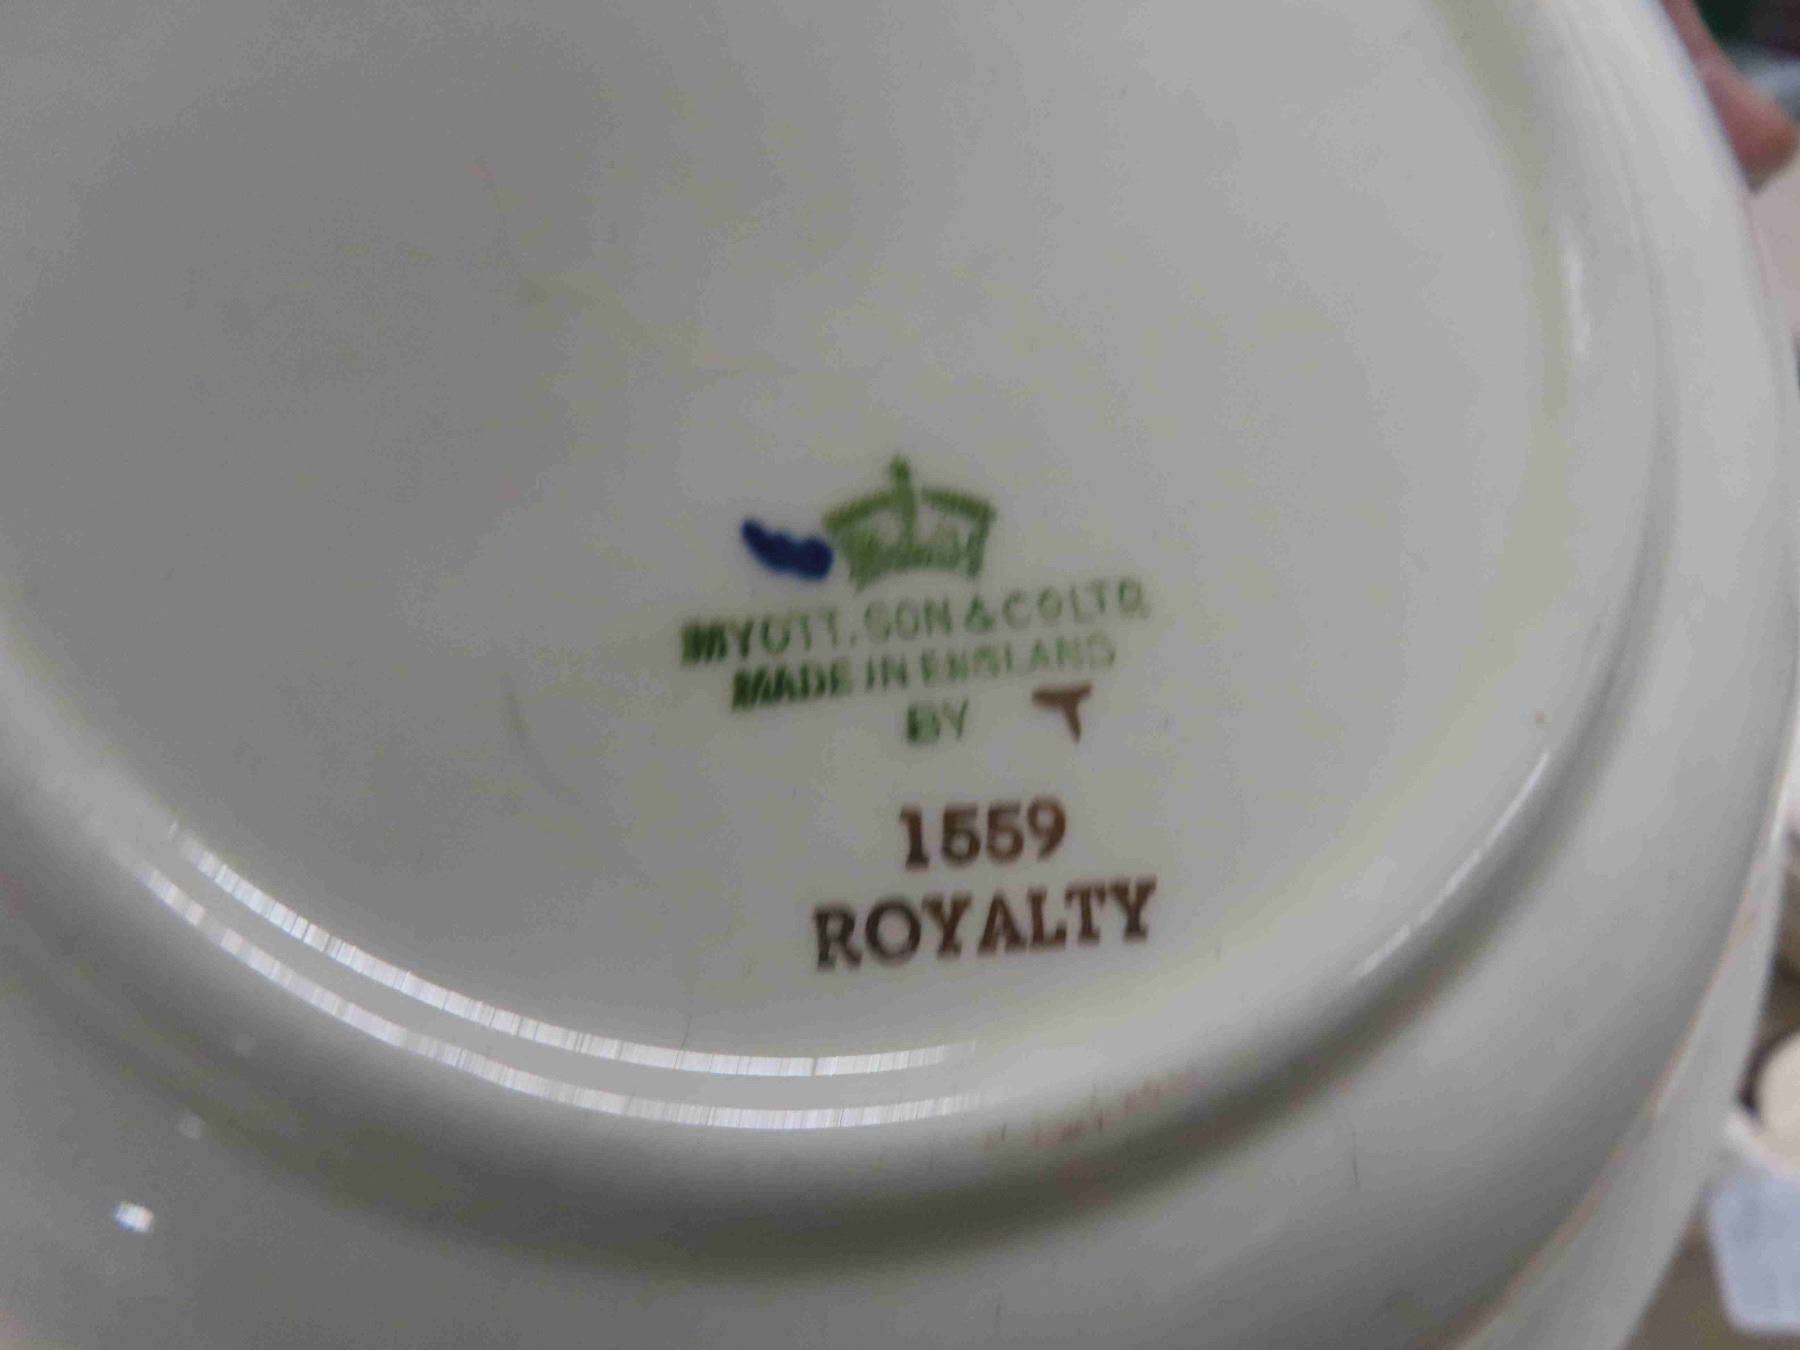 MYOTT. SON & CO LTD.
MADE IN ENGLAND
BY T
1559
ROYALTY